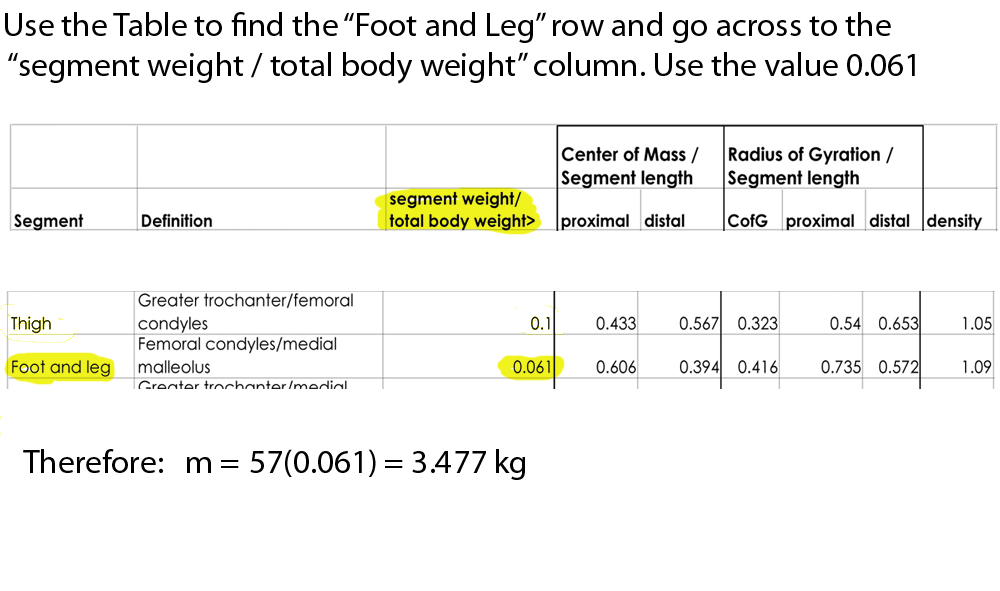 Use the Table to find the “Foot and Leg” row and go across to the
“segment weight / total body weight” column. Use the value 0.061
Center of Mass / Radius of Gyration /
Segment length Segment length
segment weight/
Segment Definition total body weight> proximal distal CofG proximal distal density
Greater trochanter/femoral
Thigh condyles 0.1 0.433 0.567 0.323 0.54 0.653 1.05
Femoral condyles/medial
Foot and leg malleolus 0.061 0.606 0.394 0.416 0.735 0.572 1.09
Greater trochanter/medial
Therefore: m = 57(0.061) = 3.477 kg